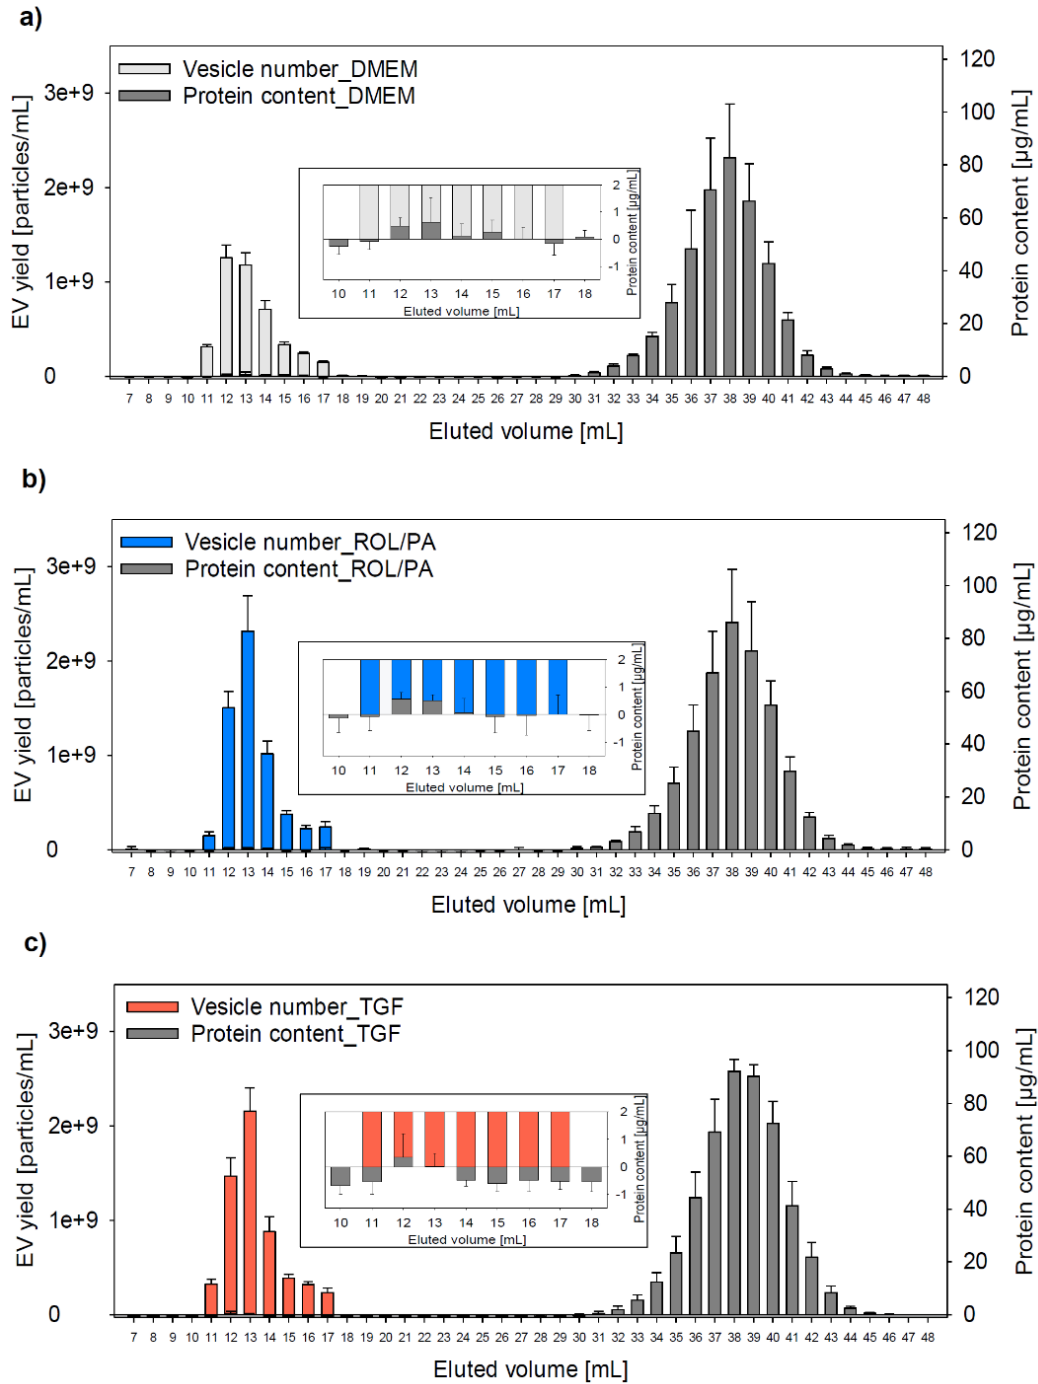 a)
Vesicle number_DMEM
Protein content_DMEM
EV yield [particles/mL]
3e+9
2e+9
1e+9
0
120
100
80
60
40
20
0
Protein content [µg/mL]
2
1
0
-1
Protein content [µg/mL]
10 11 12 13 14 15 16 17 18
Eluted volume [mL]
7 8 9 10 11 12 13 14 15 16 17 18 19 20 21 22 23 24 25 26 27 28 29 30 31 32 33 34 35 36 37 38 39 40 41 42 43 44 45 46 47 48
Eluted volume [mL]
b)
Vesicle number_ROL/PA
Protein content_ROL/PA
EV yield [particles/mL]
3e+9
2e+9
1e+9
0
120
100
80
60
40
20
0
Protein content [µg/mL]
2
1
0
-1
Protein content [µg/mL]
10 11 12 13 14 15 16 17 18
Eluted volume [mL]
7 8 9 10 11 12 13 14 15 16 17 18 19 20 21 22 23 24 25 26 27 28 29 30 31 32 33 34 35 36 37 38 39 40 41 42 43 44 45 46 47 48
Eluted volume [mL]
c)
Vesicle number_TGF
Protein content_TGF
EV yield [particles/mL]
3e+9
2e+9
1e+9
0
120
100
80
60
40
20
0
Protein content [µg/mL]
2
1
0
-1
Protein content [µg/mL]
10 11 12 13 14 15 16 17 18
Eluted volume [mL]
7 8 9 10 11 12 13 14 15 16 17 18 19 20 21 22 23 24 25 26 27 28 29 30 31 32 33 34 35 36 37 38 39 40 41 42 43 44 45 46 47 48
Eluted volume [mL]